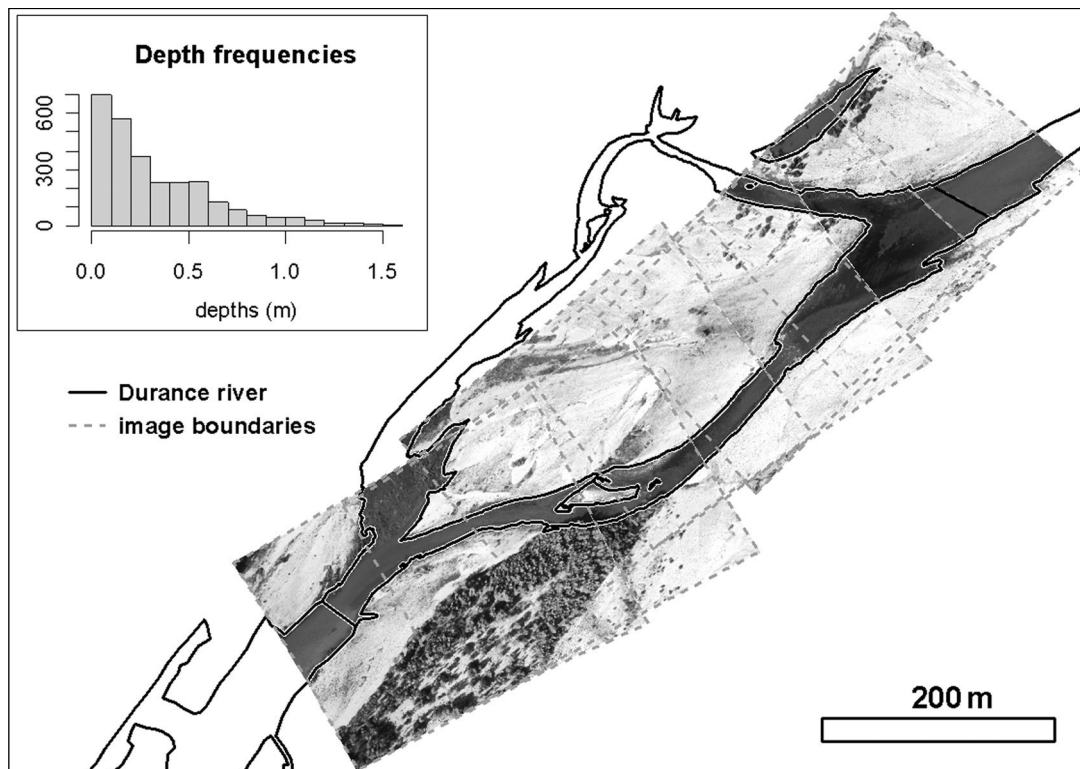 Depth frequencies
600
300
0
0.0 0.5 1.0 1.5
depths (m)
Durance river
image boundaries
200 m